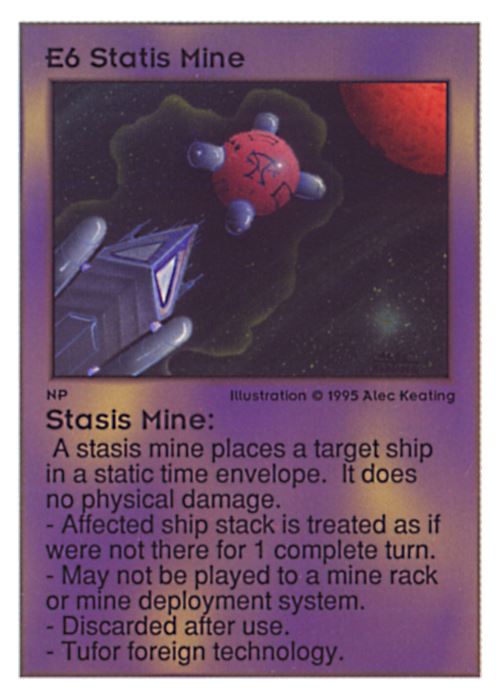 E6 Statis Mine
NP
Illustration © 1995 Alec Keating
Stasis Mine:
A stasis mine places a target ship
in a static time envelope. It does
no physical damage.
- Affected ship stack is treated as if
were not there for 1 complete turn.
- May not be played to a mine rack
or mine deployment system.
- Discarded after use.
- Tufor foreign technology.